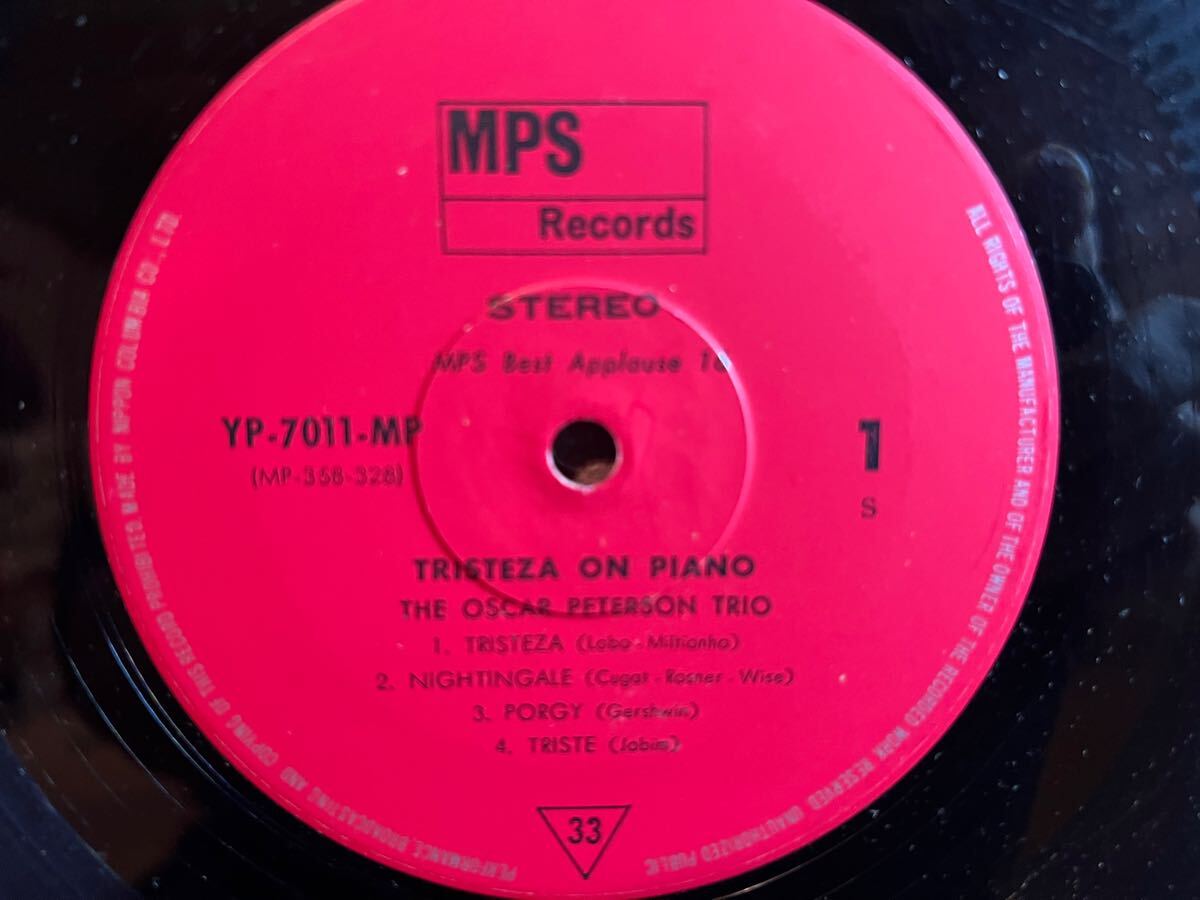 MPS
Records
STEREO
MPS Best Applause 16
YP-7011-MP
(MP-358-328)
1
S
TRISTEZA ON PIANO
THE OSCAR PETERSON TRIO
1. TRISTEZA (Lobo - Miltionho)
2. NIGHTINGALE (Cugat - Rosner - Wise)
3. PORGY (Gershwin)
4. TRISTE (Jobim)
33
ALL RIGHTS OF THE MANUFACTURER AND OF THE OWNER OF THE RECORDED WORK RESERVED UNAUTHORIZED PUBLIC
PERFORMANCE, BROADCASTING AND COPYING OF THIS RECORD PROHIBITED MADE BY NIPPON COLUMBIA CO., LTD